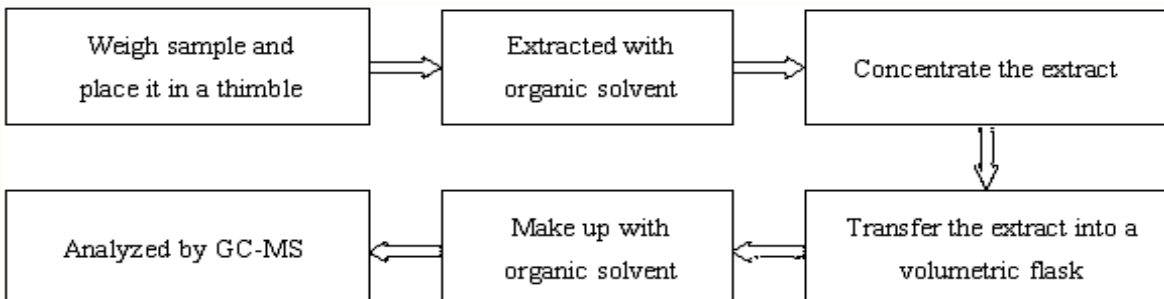 Weigh sample and
place it in a thimble
Extracted with
organic solvent
Concentrate the extract
Transfer the extract into a
volumetric flask
Make up with
organic solvent
Analyzed by GC-MS